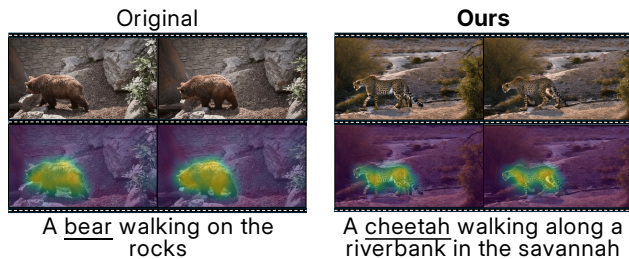 Original
Ours
A bear walking on the
rocks
A cheetah walking along a
riverbank in the savannah